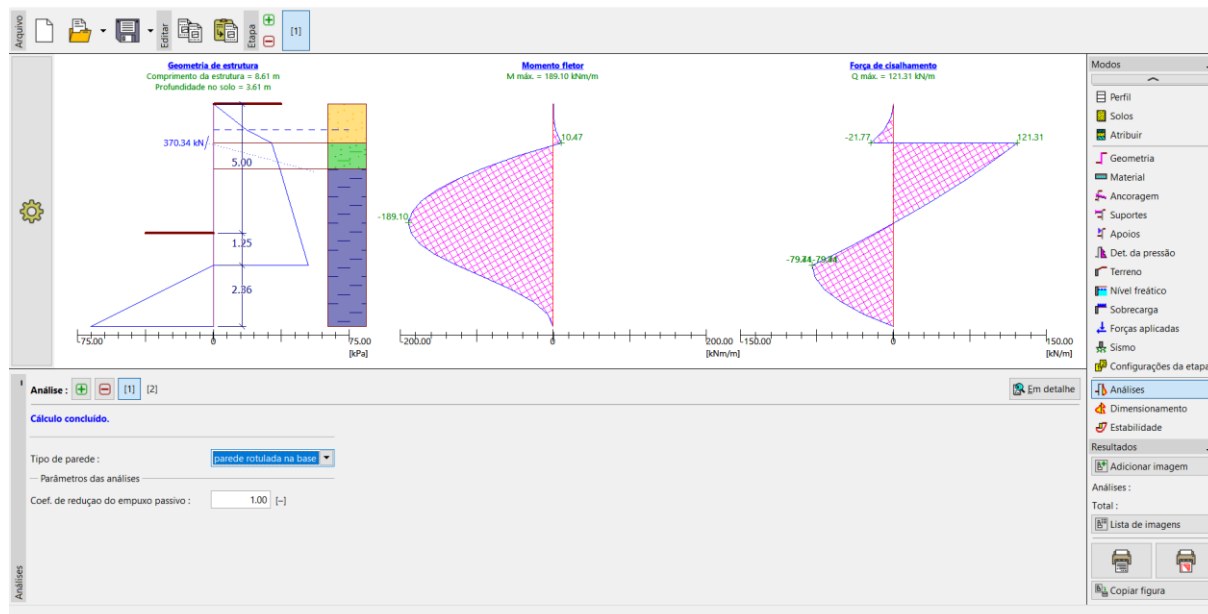 Arquivo
Editar
Etapa
[1]
Geometria de estrutura
Comprimento da estrutura = 8.61 m
Profundidade no solo = 3.61 m
370.34 kN/
5.00
1.25
2.36
75.00
0
75.00
[kPa]
Momento fletor
M máx. = 189.10 kNm/m
10.47
-189.10
200.00
0
200.00
[kNm/m]
Força de cisalhamento
Q máx. = 121.31 kN/m
-21.77
121.31
150.00
0
150.00
[kN/m]
Modos
Perfil
Solos
Atribuir
Geometria
Material
Ancoragem
Suportes
Apoios
Det. da pressão
Terreno
Nível freático
Sobrecarga
Forças aplicadas
Sismo
Configurações da etapa
Análises
Dimensionamento
Estabilidade
Resultados
Adicionar imagem
Análises :
Total :
Lista de imagens
Copiar figura
Análise : [1] [2]
Em detalhe
Cálculo concluído.
Tipo de parede : parede rotulada na base
Parâmetros das análises
Coef. de reduçao do empuxo passivo : 1.00 [–]
Análises